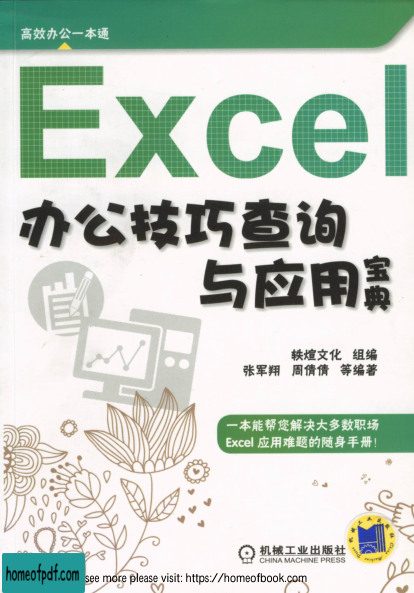 高效办公一本通
Excel
办公技巧查询
与应用宝典
轶煊文化 组编
张军翔 周倩倩 等编著
一本能帮您解决大多数职场
Excel 应用难题的随身手册!
机械工业出版社
CHINA MACHINE PRESS
homeofpdf.com
see more please visit: https://homeofbook.com